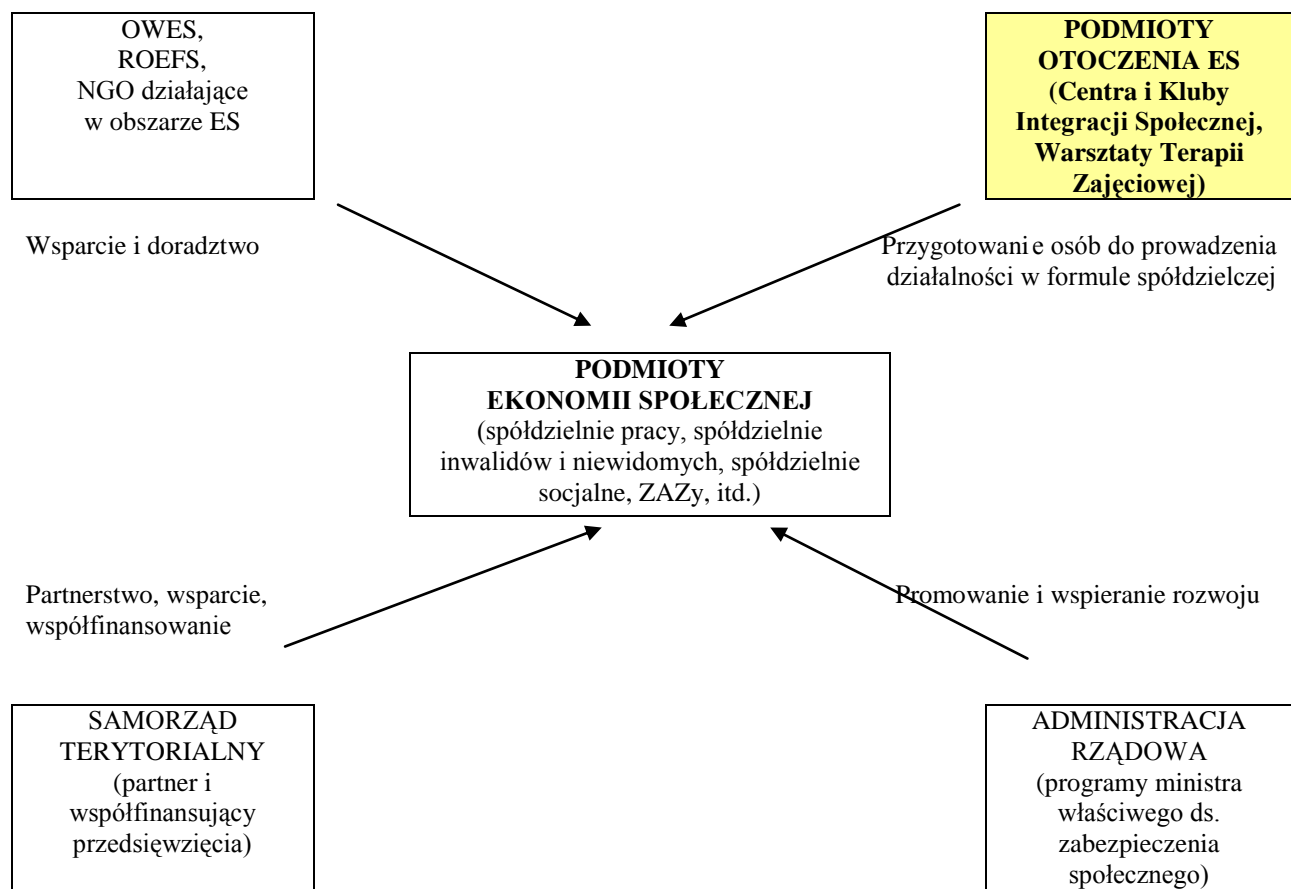 OWES,
ROEFS,
NGO działające
w obszarze ES
PODMIOTY
OTOCZENIA ES
(Centra i Kluby
Integracji Społecznej,
Warsztaty Terapii
Zajęciowej)
Wsparcie i doradztwo
Przygotowanie osób do prowadzenia
działalności w formule spółdzielczej
PODMIOTY
EKONOMII SPOŁECZNEJ
(spółdzielnie pracy, spółdzielnie
inwalidów i niewidomych, spółdzielnie
socjalne, ZAZy, itd.)
Partnerstwo, wsparcie,
współfinansowanie
Promowanie i wspieranie rozwoju
SAMORZĄD
TERYTORIALNY
(partner i
współfinansujący
przedsięwzięcia)
ADMINISTRACJA
RZĄDOWA
(programy ministra
właściwego ds.
zabezpieczenia
społecznego)